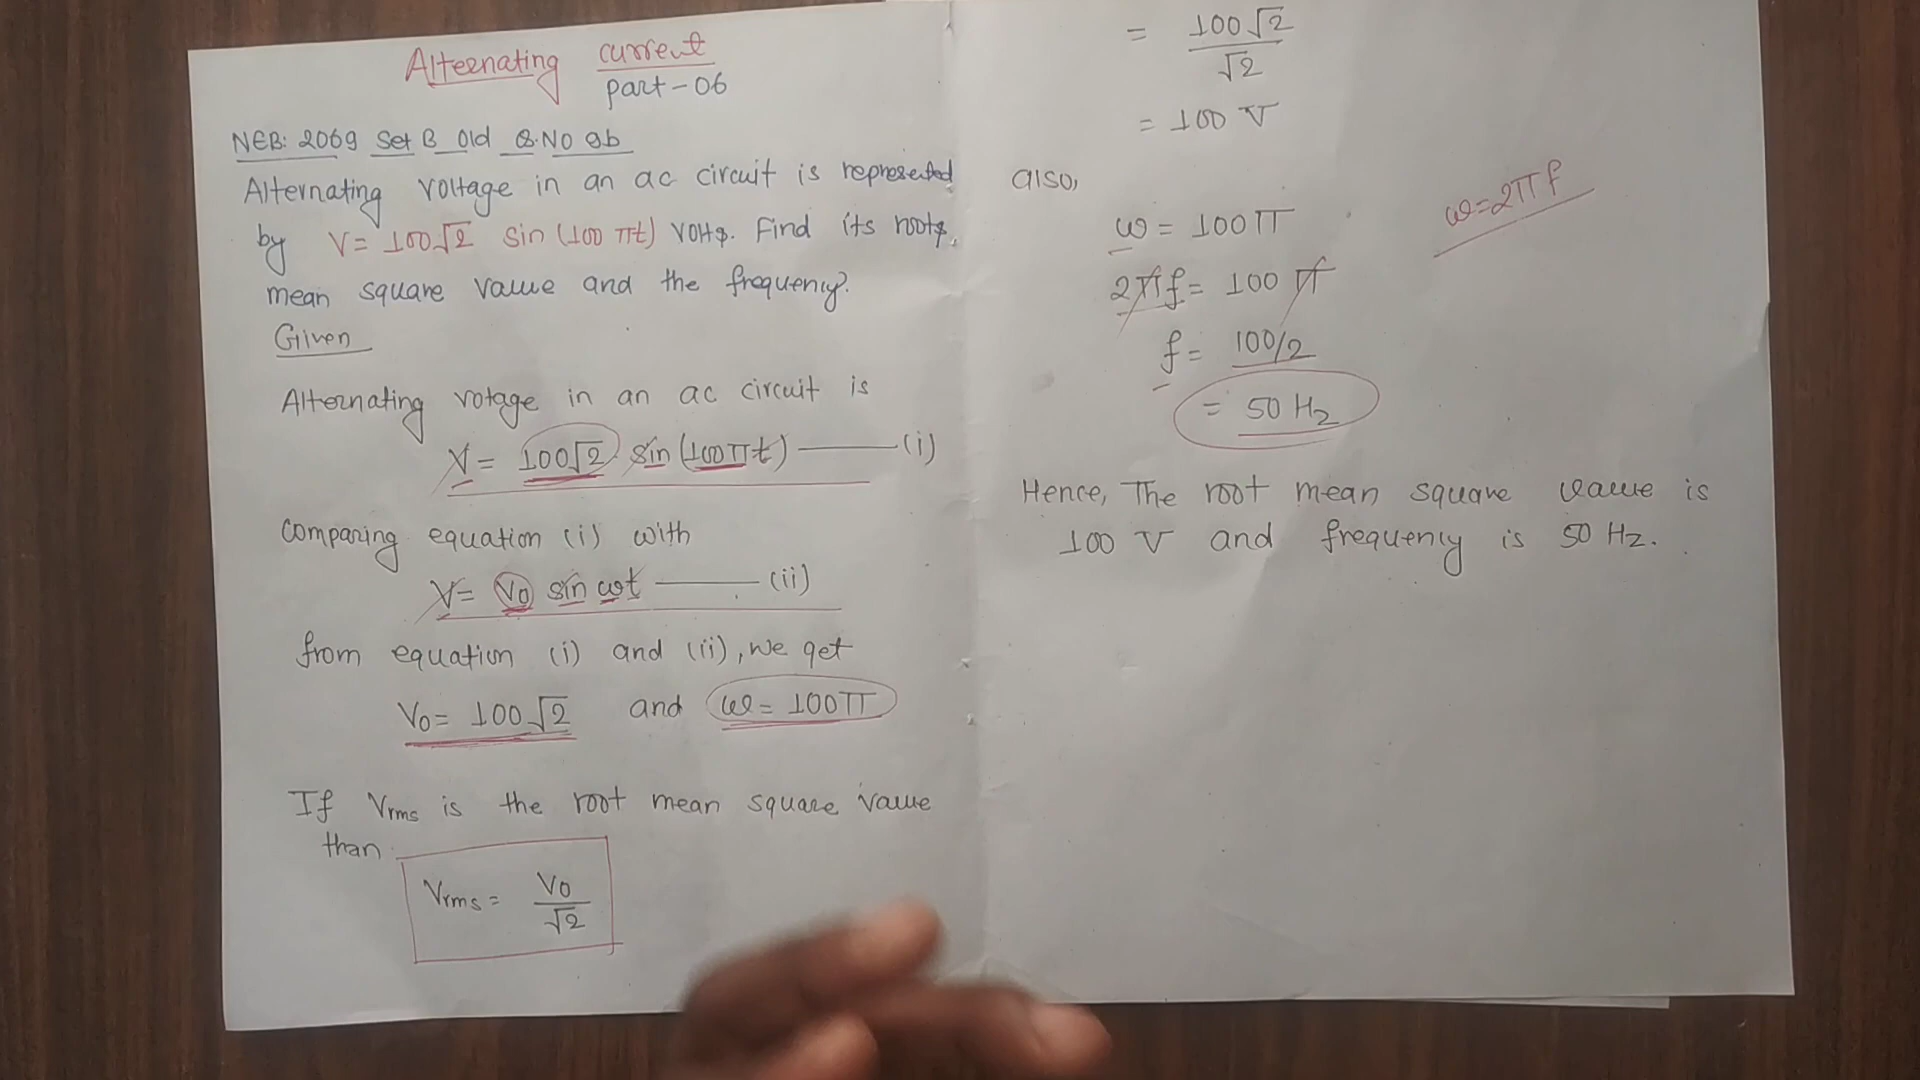 Alternating current
part-06
NEB: 2069 Set B Old Q.No 9b
Alternating voltage in an ac circuit is represented
by V= 100√2 sin (100 πt) volts. Find its roots,
mean square value and the frequency?
Given
Alternating votage in an ac circuit is
V= 100√2 sin (100πt) ——— (i)
comparing equation (i) with
V= V0 sin ωt ——— (ii)
from equation (i) and (ii), we get
V0= 100√2 and ω= 100π
If Vrms is the root mean square value
than
Vrms= V0/√2
= 100√2/√2
= 100 V
also,
ω= 100π
ω=2πf
2πf= 100 π
f= 100/2
= 50 Hz
Hence, The root mean square value is
100 V and frequency is 50 Hz.